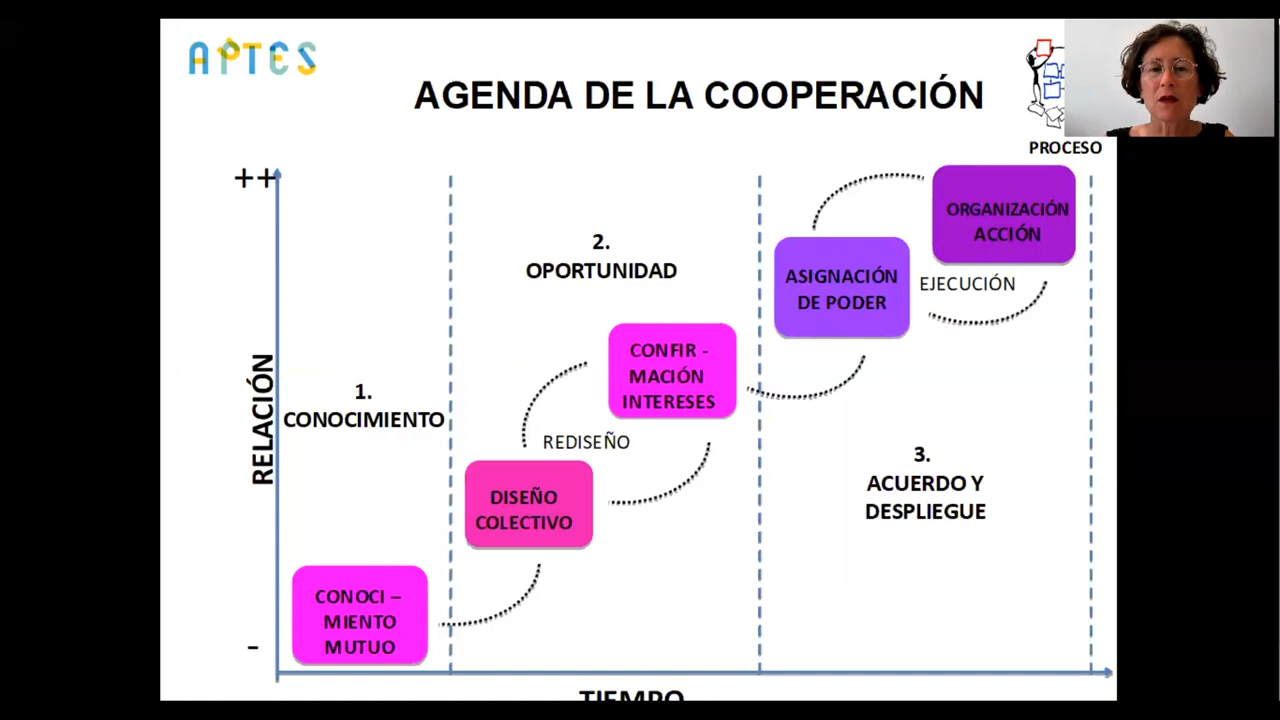 APTES
AGENDA DE LA COOPERACIÓN
PROCESO
++
RELACIÓN
-
1.
CONOCIMIENTO
2.
OPORTUNIDAD
3.
ACUERDO Y
DESPLIEGUE
CONOCI –
MIENTO
MUTUO
DISEÑO
COLECTIVO
REDISEÑO
CONFIR -
MACIÓN
INTERESES
ASIGNACIÓN
DE PODER
EJECUCIÓN
ORGANIZACIÓN
ACCIÓN
TIEMPO